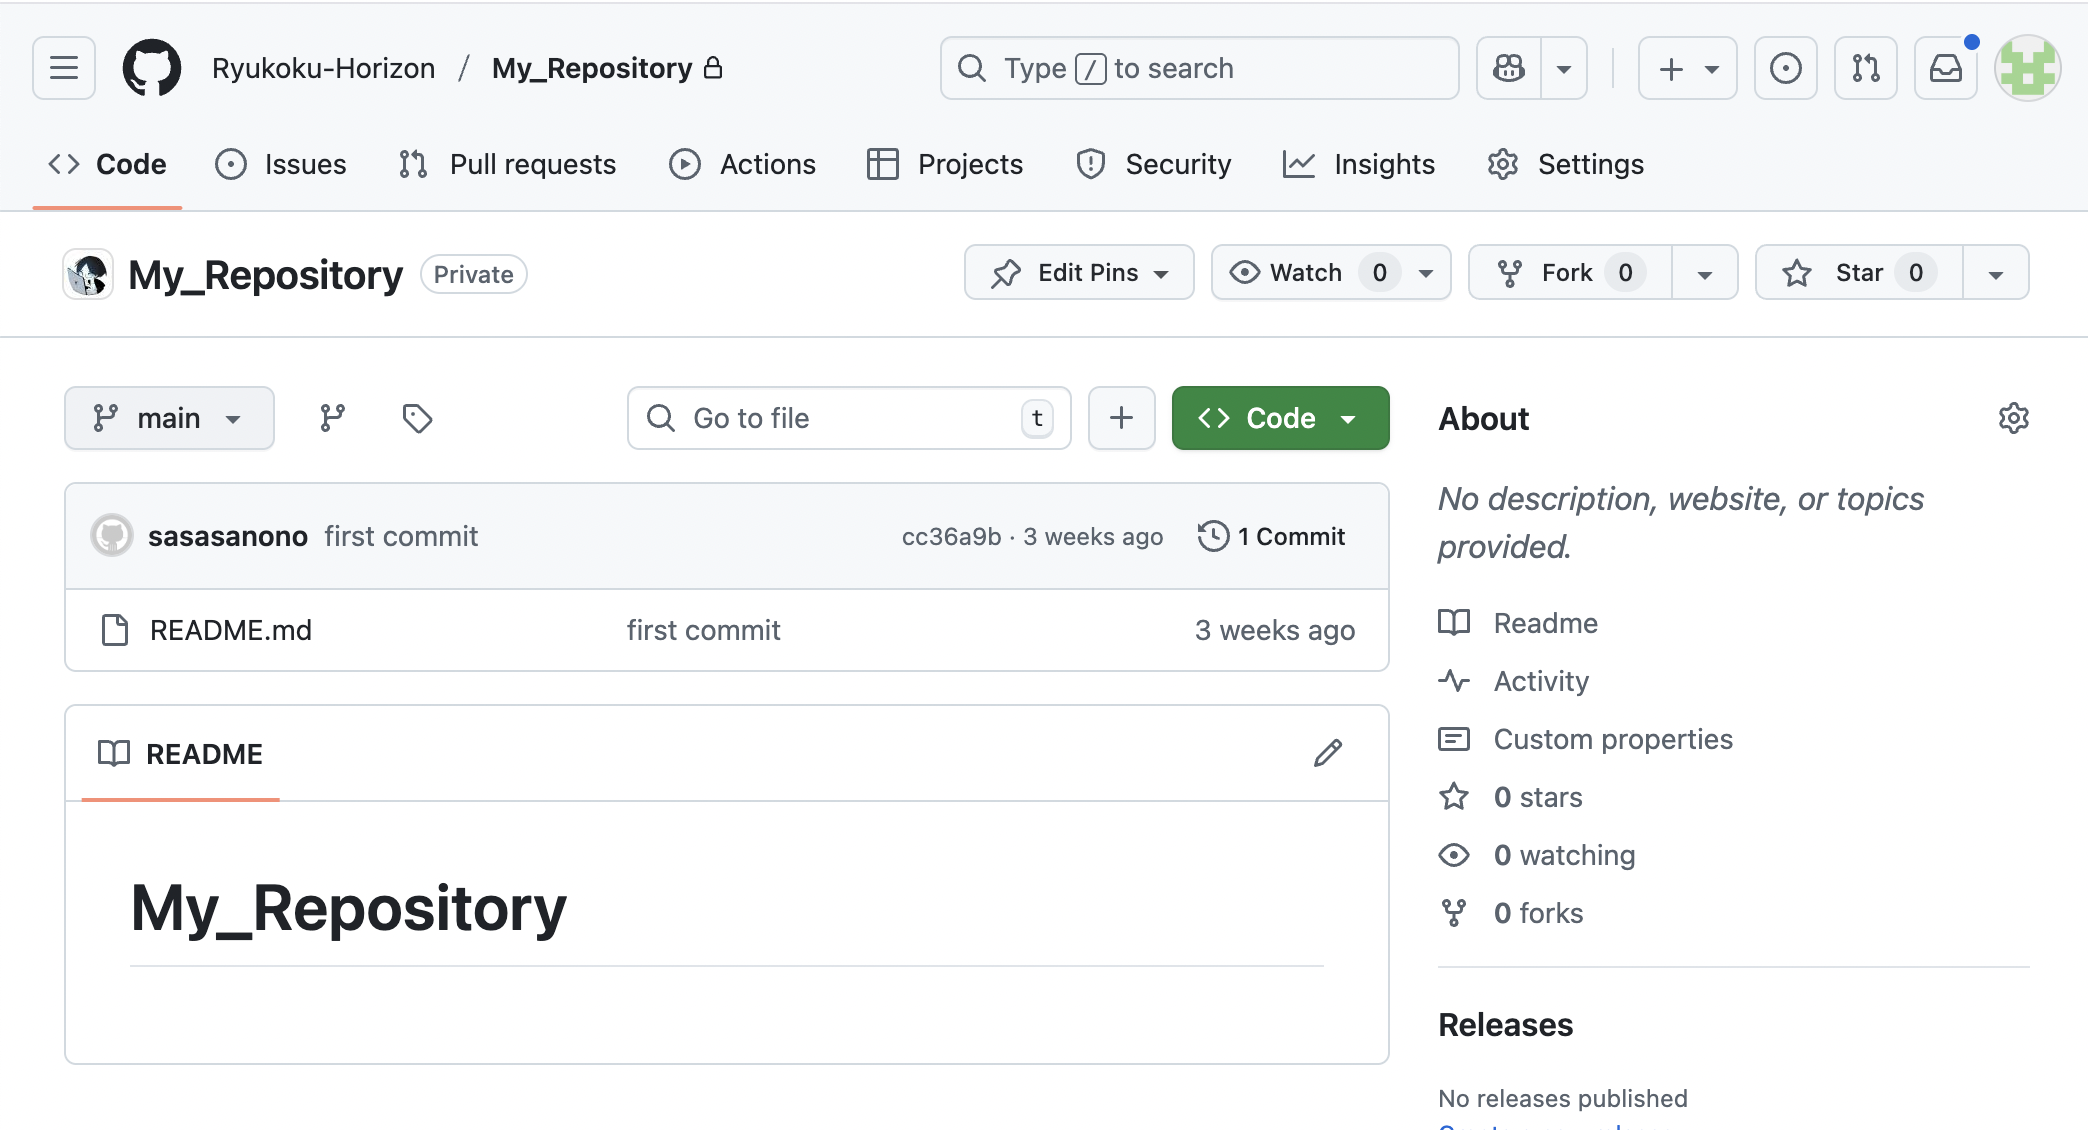 Ryukoku-Horizon / My_Repository
Type / to search
Code Issues Pull requests Actions Projects Security Insights Settings
My_Repository Private
Edit Pins Watch 0 Fork 0 Star 0
main
Go to file t
Code
sasasanono first commit cc36a9b · 3 weeks ago 1 Commit
README.md first commit 3 weeks ago
README
My_Repository
About
No description, website, or topics
provided.
Readme
Activity
Custom properties
0 stars
0 watching
0 forks
Releases
No releases published